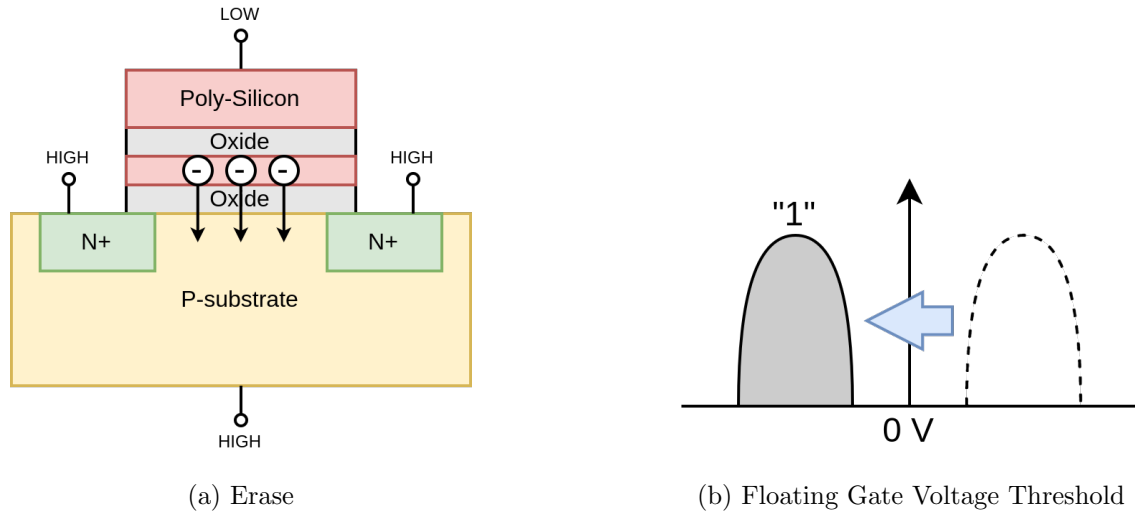 LOW
Poly-Silicon
Oxide
HIGH
HIGH
- - -
Oxide
N+
N+
P-substrate
HIGH
(a) Erase
"1"
0 V
(b) Floating Gate Voltage Threshold